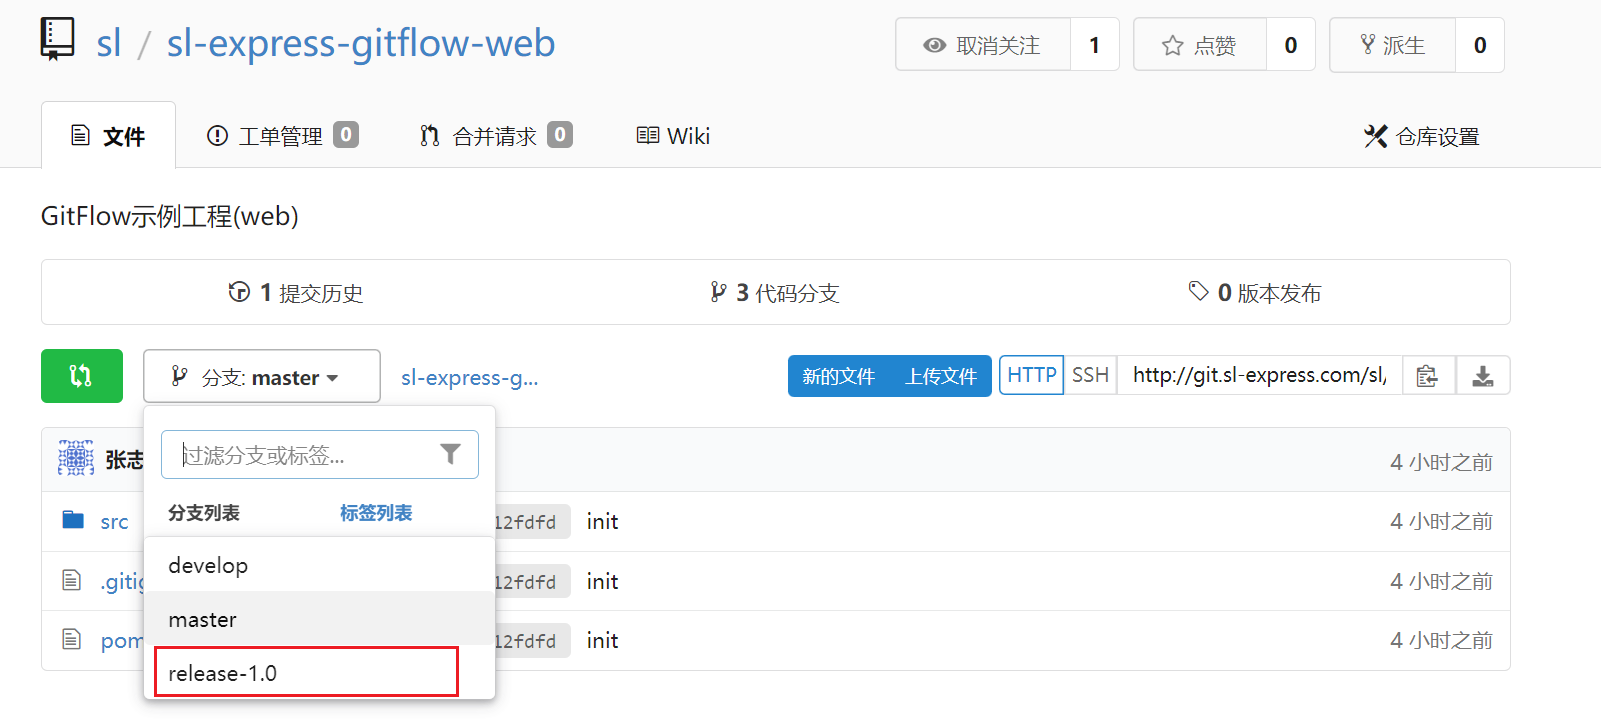 sl / sl-express-gitflow-web
取消关注 1
点赞 0
派生 0
文件
工单管理 0
合并请求 0
Wiki
仓库设置
GitFlow示例工程(web)
1 提交历史
3 代码分支
0 版本发布
分支: master
sl-express-g...
新的文件
上传文件
HTTP
SSH
http://git.sl-express.com/sl/
过滤分支或标签...
张志
4 小时之前
分支列表
标签列表
src
12fdfd
init
4 小时之前
develop
.gitig
12fdfd
init
4 小时之前
master
pom
12fdfd
init
4 小时之前
release-1.0